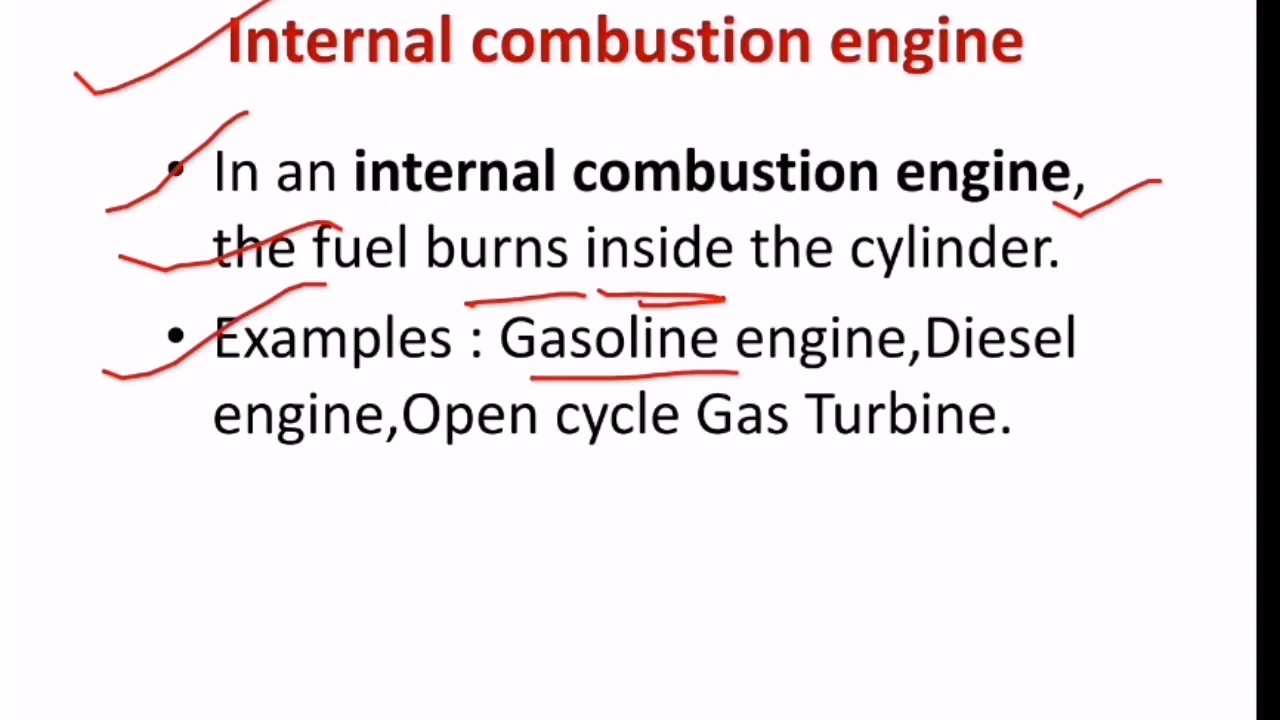 Internal combustion engine
• In an internal combustion engine,
the fuel burns inside the cylinder.
• Examples : Gasoline engine,Diesel
engine,Open cycle Gas Turbine.